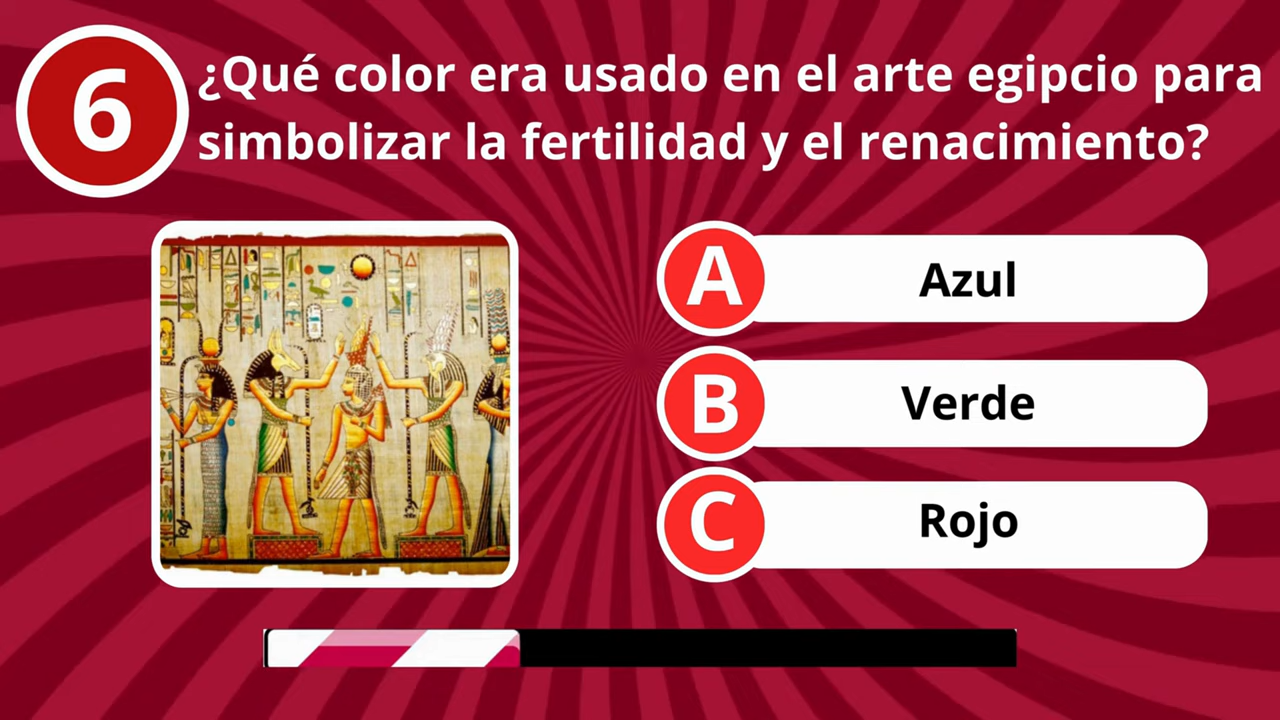 6
¿Qué color era usado en el arte egipcio para
simbolizar la fertilidad y el renacimiento?
A
Azul
B
Verde
C
Rojo